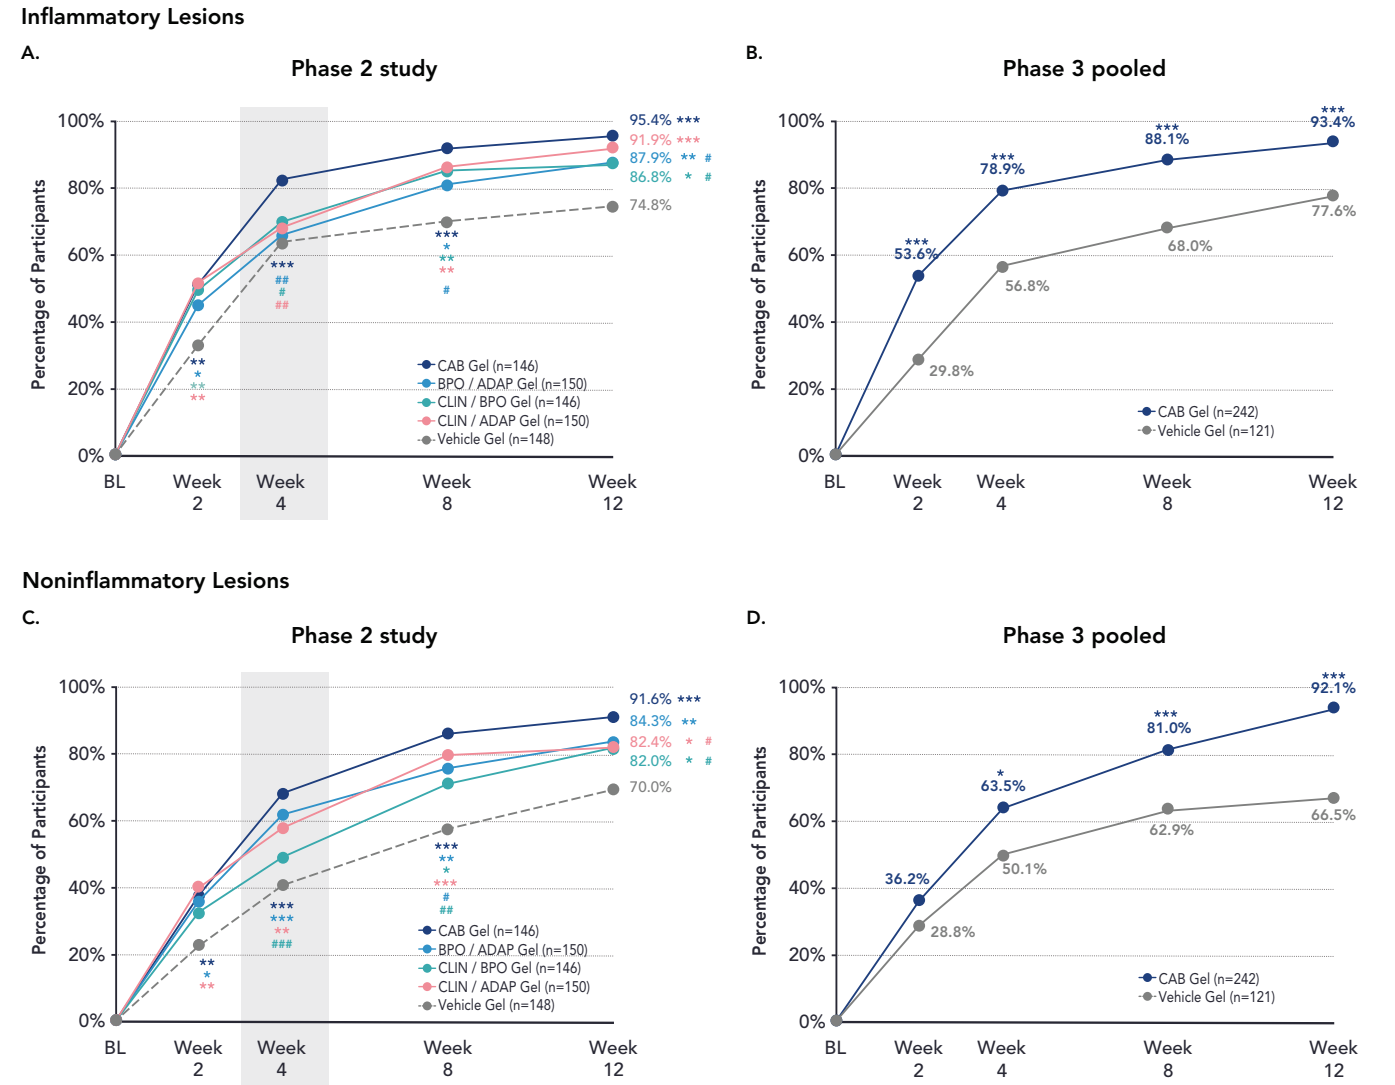 Inflammatory Lesions
A.
Phase 2 study
100%
80%
60%
40%
20%
0%
Percentage of Participants
BL
Week 2
Week 4
Week 8
Week 12
95.4% ***
91.9% ***
87.9% ** #
86.8% * #
74.8%
**
*
**
**
***
##
#
##
***
*
**
**
#
CAB Gel (n=146)
BPO / ADAP Gel (n=150)
CLIN / BPO Gel (n=146)
CLIN / ADAP Gel (n=150)
Vehicle Gel (n=148)
B.
Phase 3 pooled
100%
80%
60%
40%
20%
0%
Percentage of Participants
BL
Week 2
Week 4
Week 8
Week 12
***
53.6%
***
78.9%
***
88.1%
***
93.4%
29.8%
56.8%
68.0%
77.6%
CAB Gel (n=242)
Vehicle Gel (n=121)
Noninflammatory Lesions
C.
Phase 2 study
100%
80%
60%
40%
20%
0%
Percentage of Participants
BL
Week 2
Week 4
Week 8
Week 12
91.6% ***
84.3% **
82.4% * #
82.0% * #
70.0%
**
*
**
***
***
**
###
***
**
*
***
#
##
CAB Gel (n=146)
BPO / ADAP Gel (n=150)
CLIN / BPO Gel (n=146)
CLIN / ADAP Gel (n=150)
Vehicle Gel (n=148)
D.
Phase 3 pooled
100%
80%
60%
40%
20%
0%
Percentage of Participants
BL
Week 2
Week 4
Week 8
Week 12
36.2%
*
63.5%
***
81.0%
***
92.1%
28.8%
50.1%
62.9%
66.5%
CAB Gel (n=242)
Vehicle Gel (n=121)